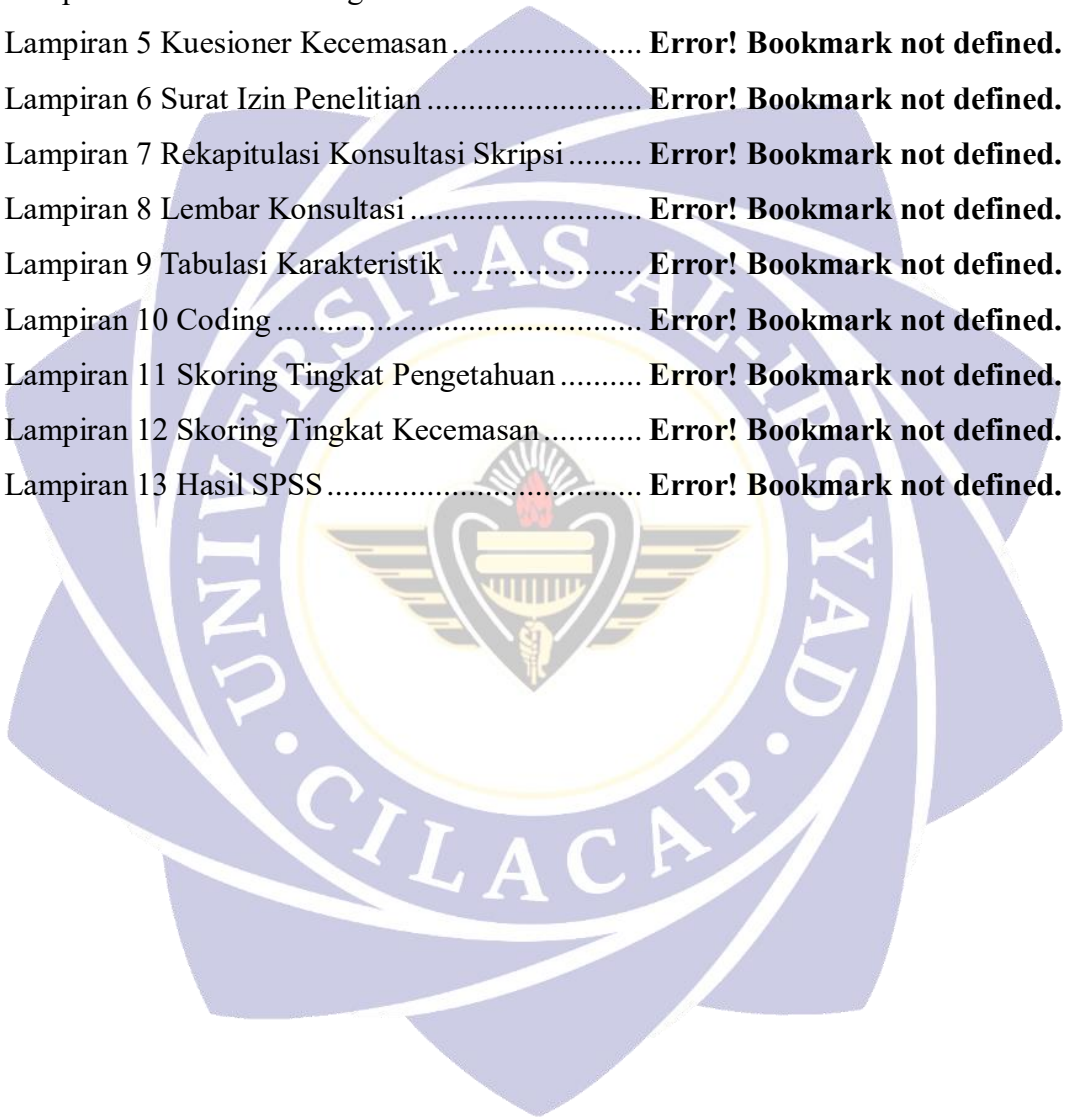 Lampiran 5 Kuesioner Kecemasan....................... Error! Bookmark not defined.
Lampiran 6 Surat Izin Penelitian.......................... Error! Bookmark not defined.
Lampiran 7 Rekapitulasi Konsultasi Skripsi......... Error! Bookmark not defined.
Lampiran 8 Lembar Konsultasi............................ Error! Bookmark not defined.
Lampiran 9 Tabulasi Karakteristik ....................... Error! Bookmark not defined.
Lampiran 10 Coding............................................ Error! Bookmark not defined.
Lampiran 11 Skoring Tingkat Pengetahuan.......... Error! Bookmark not defined.
Lampiran 12 Skoring Tingkat Kecemasan............ Error! Bookmark not defined.
Lampiran 13 Hasil SPSS...................................... Error! Bookmark not defined.
UNIVERSITAS AL-IRSYAD
CILACAP